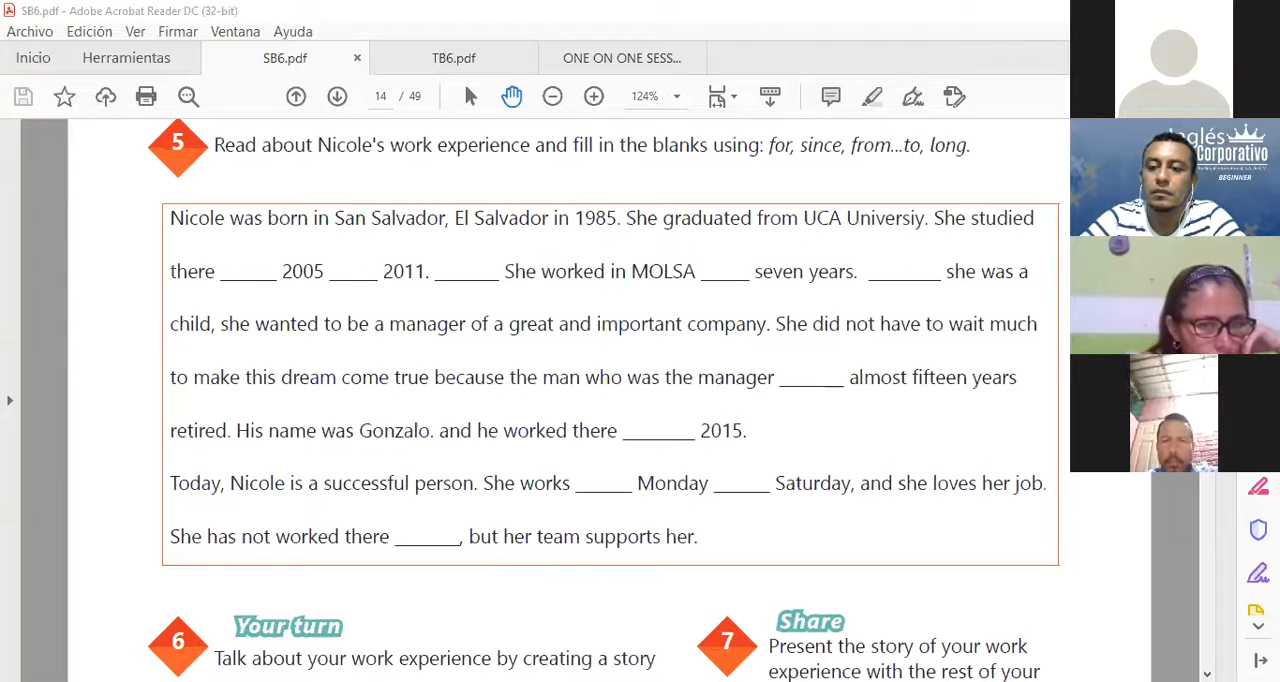 SB6.pdf - Adobe Acrobat Reader DC (32-bit)
Archivo Edición Ver Firmar Ventana Ayuda
Inicio Herramientas SB6.pdf × TB6.pdf ONE ON ONE SESS...
14 / 49 124%
5 Read about Nicole's work experience and fill in the blanks using: for, since, from...to, long.
Nicole was born in San Salvador, El Salvador in 1985. She graduated from UCA Universiy. She studied
there ______ 2005 _____ 2011. _______ She worked in MOLSA _____ seven years. ________ she was a
child, she wanted to be a manager of a great and important company. She did not have to wait much
to make this dream come true because the man who was the manager _______ almost fifteen years
retired. His name was Gonzalo. and he worked there ________ 2015.
Today, Nicole is a successful person. She works ______ Monday ______ Saturday, and she loves her job.
She has not worked there _______, but her team supports her.
6 Your turn
Talk about your work experience by creating a story
7 Share
Present the story of your work
experience with the rest of your
Inglés
Corporativo
BEGINNER